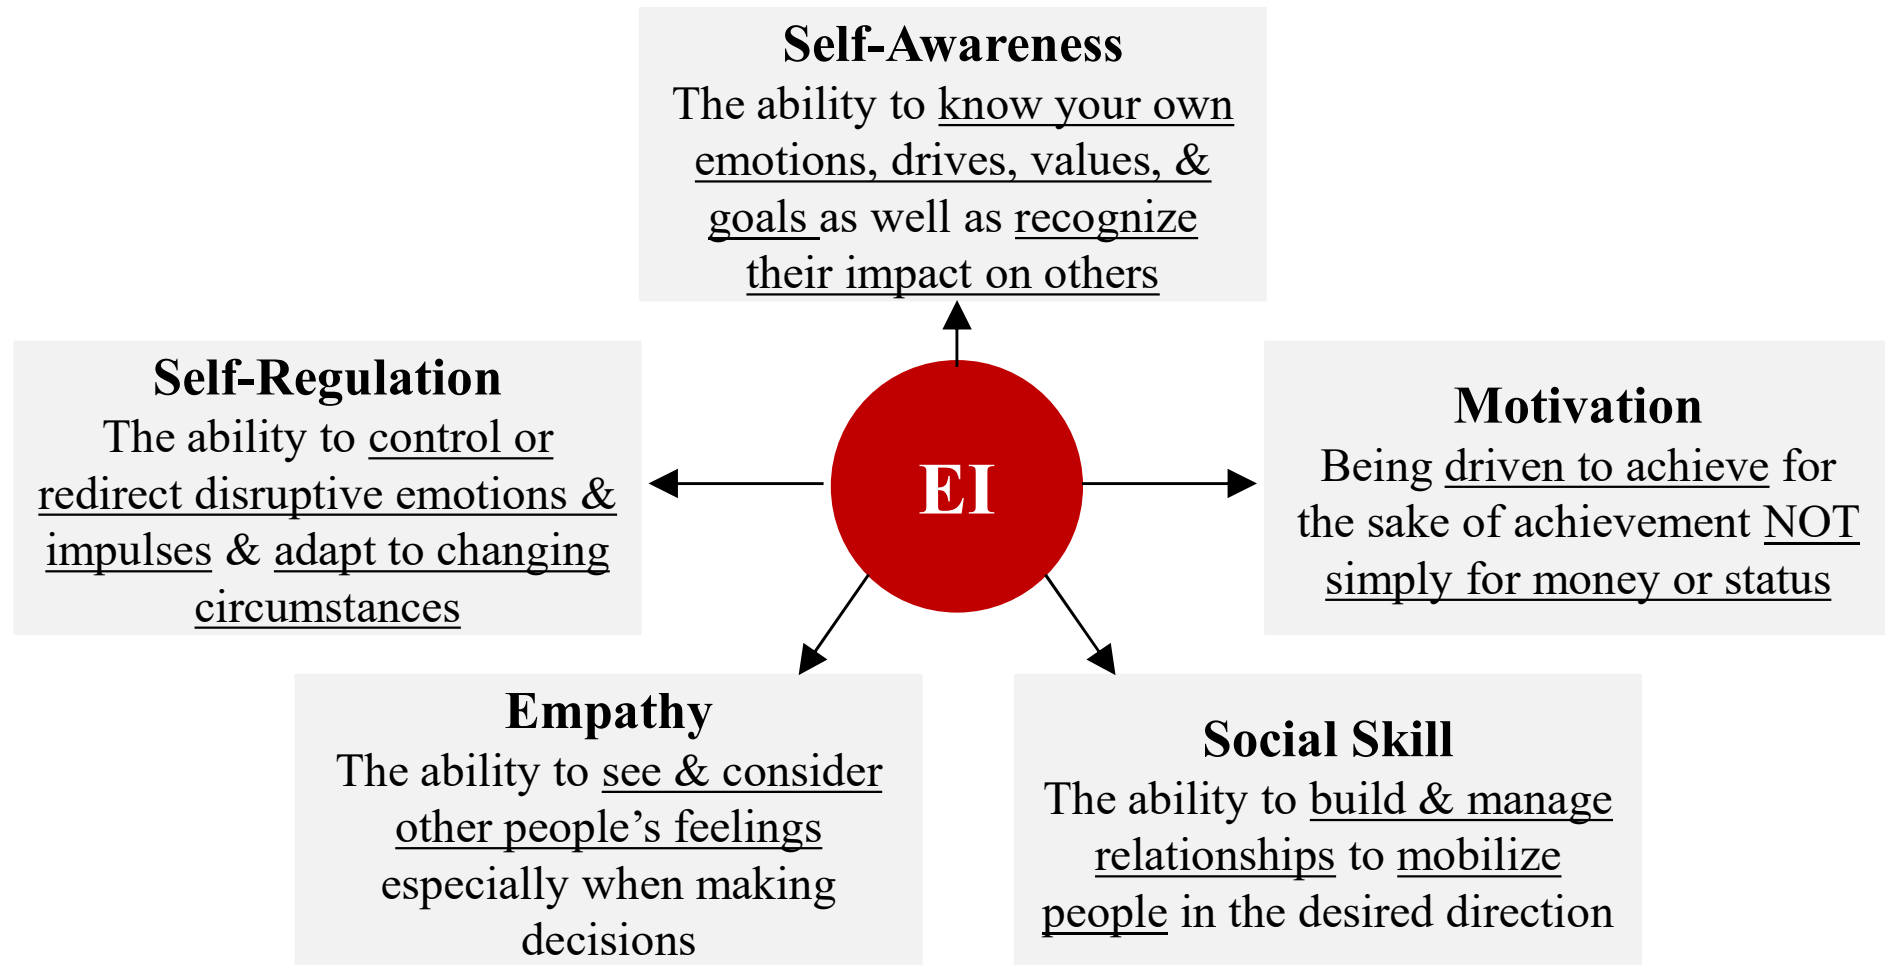 Self-Awareness
The ability to know your own
emotions, drives, values, &
goals as well as recognize
their impact on others
Self-Regulation
The ability to control or
redirect disruptive emotions &
impulses & adapt to changing
circumstances
EI
Motivation
Being driven to achieve for
the sake of achievement NOT
simply for money or status
Empathy
The ability to see & consider
other people’s feelings
especially when making
decisions
Social Skill
The ability to build & manage
relationships to mobilize
people in the desired direction